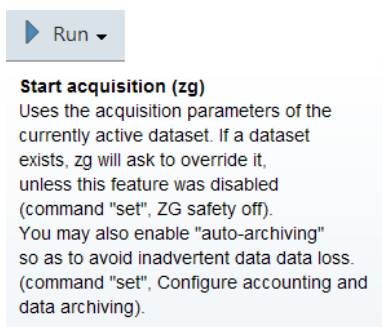 Run
Start acquisition (zg)
Uses the acquisition parameters of the
currently active dataset. If a dataset
exists, zg will ask to override it,
unless this feature was disabled
(command "set", ZG safety off).
You may also enable "auto-archiving"
so as to avoid inadvertent data data loss.
(command "set", Configure accounting and
data archiving).